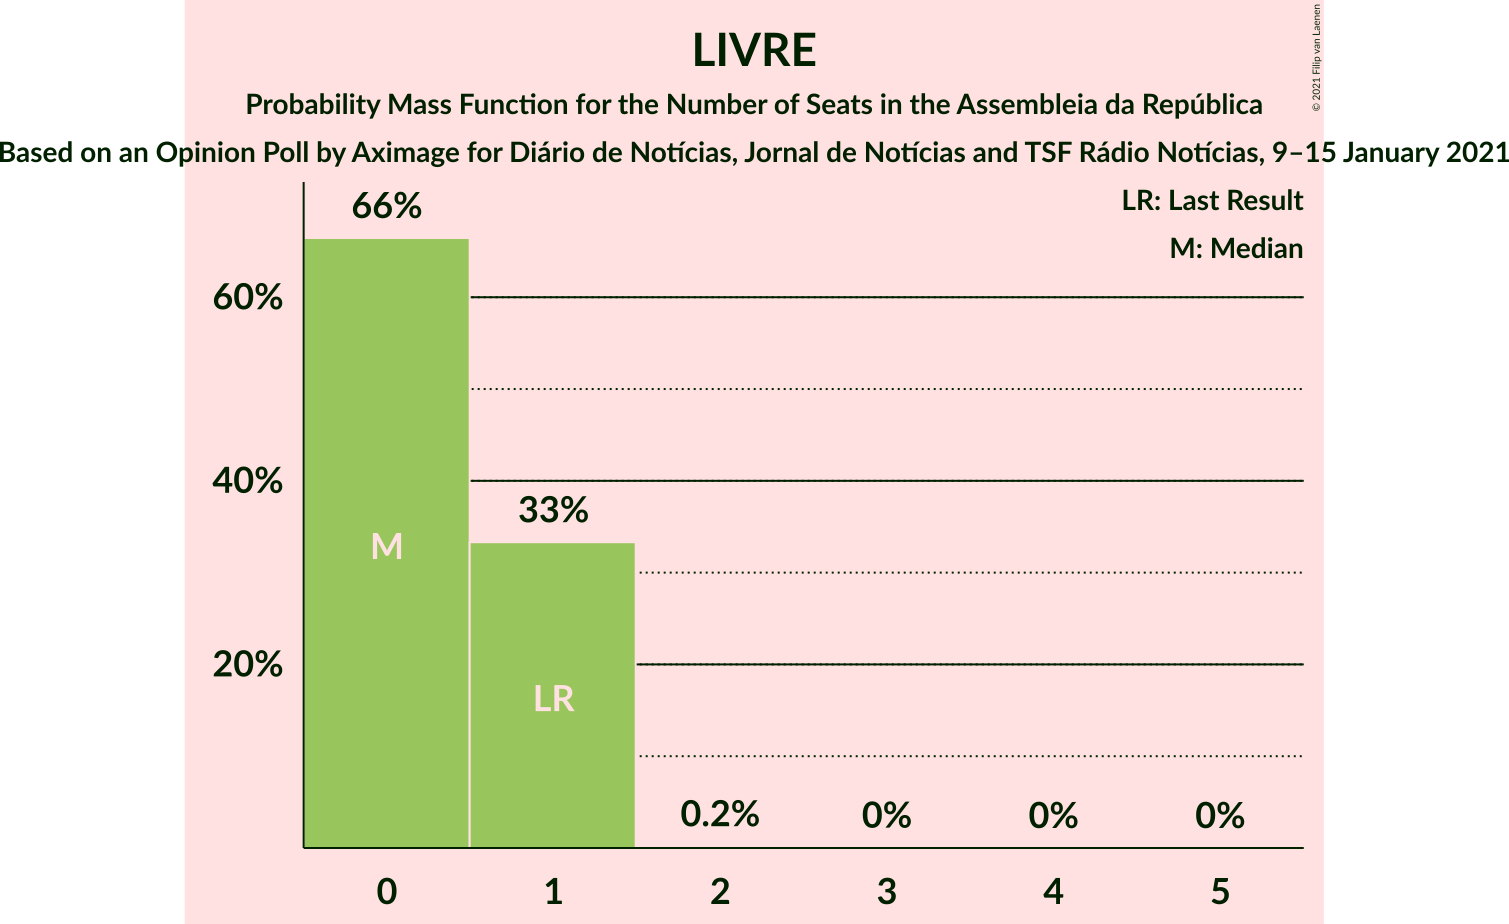 LIVRE
Probability Mass Function for the Number of Seats in the Assembleia da República
Based on an Opinion Poll by Aximage for Diário de Notícias, Jornal de Notícias and TSF Rádio Notícias, 9–15 January 2021
© 2021 Filip van Laenen
LR: Last Result
M: Median
66%
60%
40%
33%
M
20%
LR
0.2%
0%
0%
0%
0
1
2
3
4
5